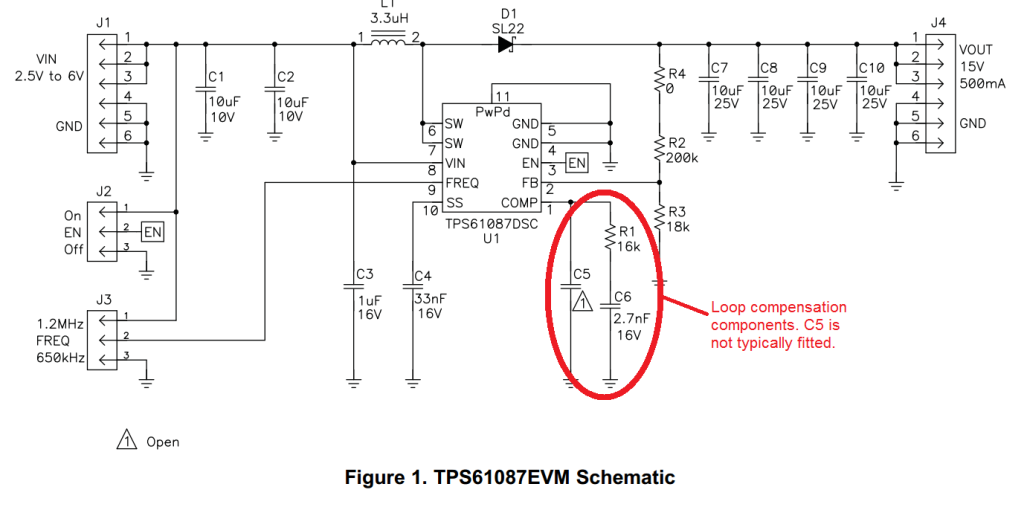 J1
VIN
2.5V to 6V
GND
1
2
3
4
5
6
C1
10uF
10V
C2
10uF
10V
L1
3.3uH
1
2
D1
SL22
R4
0
C7
10uF
25V
C8
10uF
25V
C9
10uF
25V
C10
10uF
25V
J4
1
2
3
4
5
6
VOUT
15V
500mA
GND
11
PwPd
SW
6
SW
7
VIN
8
FREQ
9
SS
10
GND
5
GND
4
EN
3
FB
2
COMP
1
EN
TPS61087DSC
U1
R2
200k
R3
18k
J2
On
EN
Off
1
2
3
EN
J3
1.2MHz
FREQ
650kHz
1
2
3
C3
1uF
16V
C4
33nF
16V
C5
1
R1
16k
C6
2.7nF
16V
Loop compensation
components. C5 is
not typically fitted.
1 Open
Figure 1. TPS61087EVM Schematic